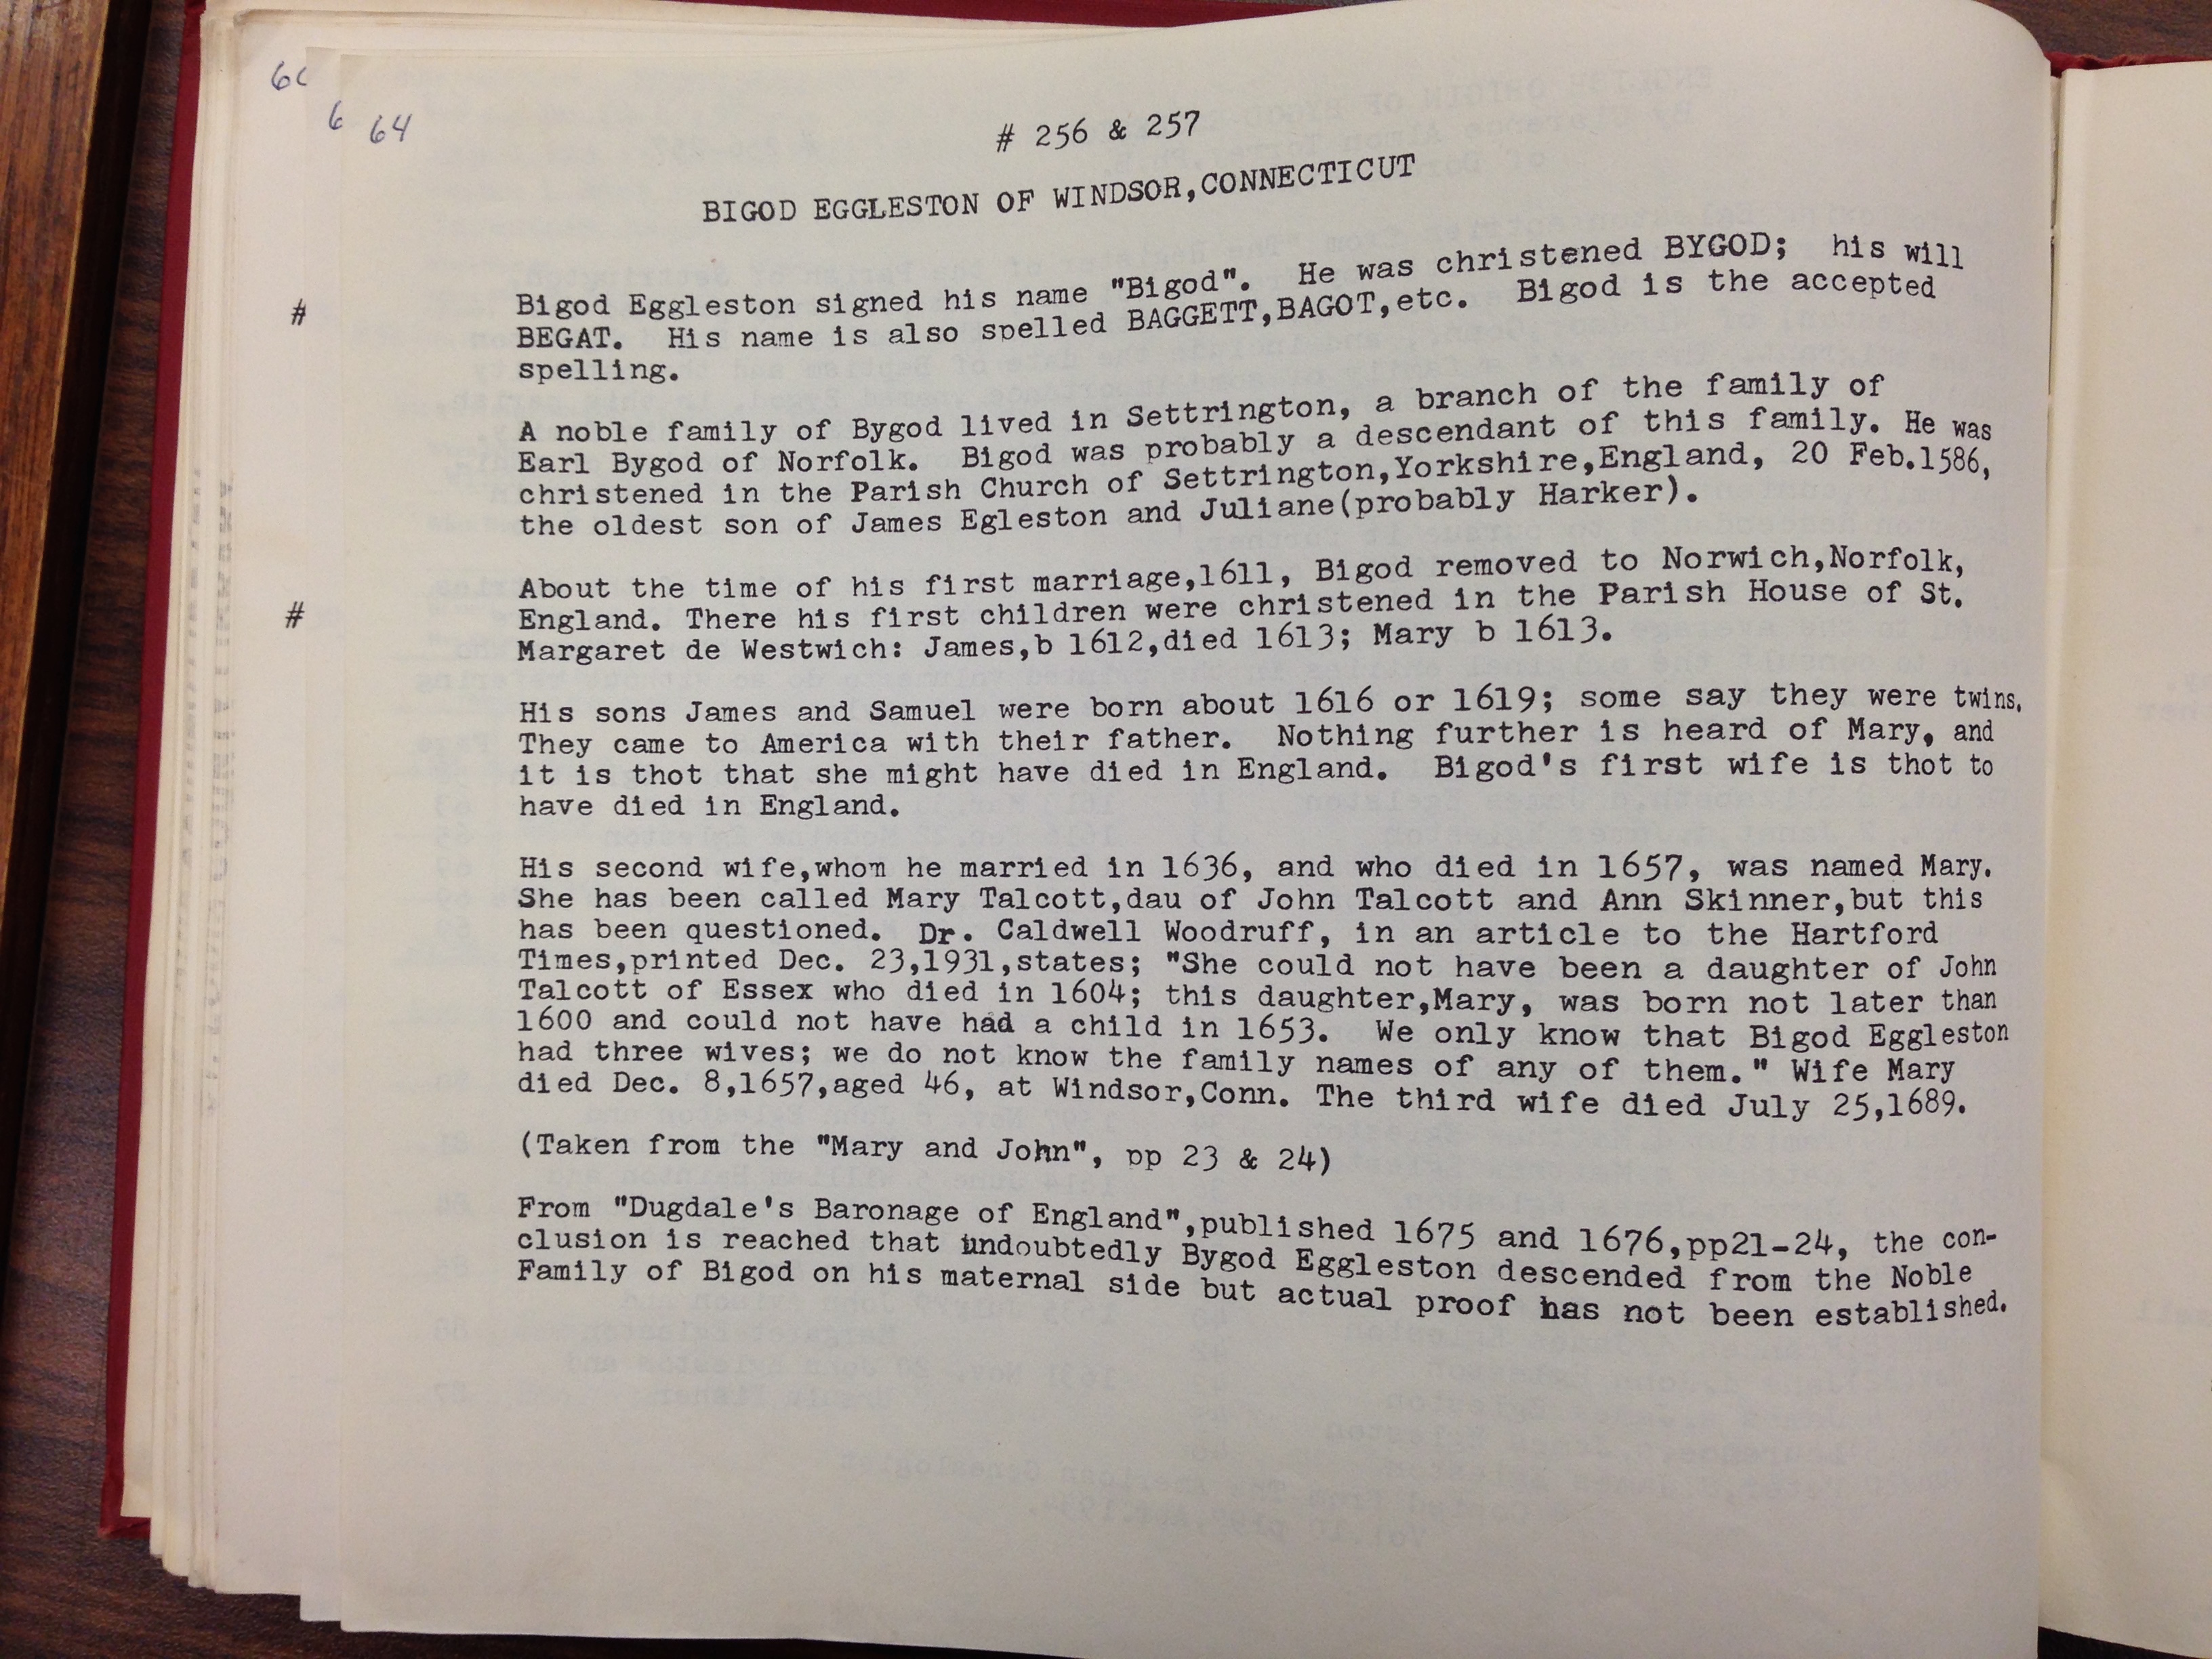 64
# 256 & 257
BIGOD EGGLESTON OF WINDSOR,CONNECTICUT
Bigod Eggleston signed his name "Bigod". He was christened BYGOD; his will
BEGAT. His name is also spelled BAGGETT,BAGOT,etc. Bigod is the accepted
spelling.
A noble family of Bygod lived in Settrington, a branch of the family of
Earl Bygod of Norfolk. Bigod was probably a descendant of this family. He was
christened in the Parish Church of Settrington,Yorkshire,England, 20 Feb.1586,
the oldest son of James Egleston and Juliane(probably Harker).
About the time of his first marriage,1611, Bigod removed to Norwich,Norfolk,
England. There his first children were christened in the Parish House of St.
Margaret de Westwich: James,b 1612,died 1613; Mary b 1613.
His sons James and Samuel were born about 1616 or 1619; some say they were twins.
They came to America with their father. Nothing further is heard of Mary, and
it is thot that she might have died in England. Bigod's first wife is thot to
have died in England.
His second wife,whom he married in 1636, and who died in 1657, was named Mary.
She has been called Mary Talcott,dau of John Talcott and Ann Skinner,but this
has been questioned. Dr. Caldwell Woodruff, in an article to the Hartford
Times,printed Dec. 23,1931,states; "She could not have been a daughter of John
Talcott of Essex who died in 1604; this daughter,Mary, was born not later than
1600 and could not have had a child in 1653. We only know that Bigod Eggleston
had three wives; we do not know the family names of any of them." Wife Mary
died Dec. 8,1657,aged 46, at Windsor,Conn. The third wife died July 25,1689.
(Taken from the "Mary and John", pp 23 & 24)
From "Dugdale's Baronage of England",published 1675 and 1676,pp21-24, the con-
clusion is reached that undoubtedly Bygod Eggleston descended from the Noble
Family of Bigod on his maternal side but actual proof has not been established.
#
#